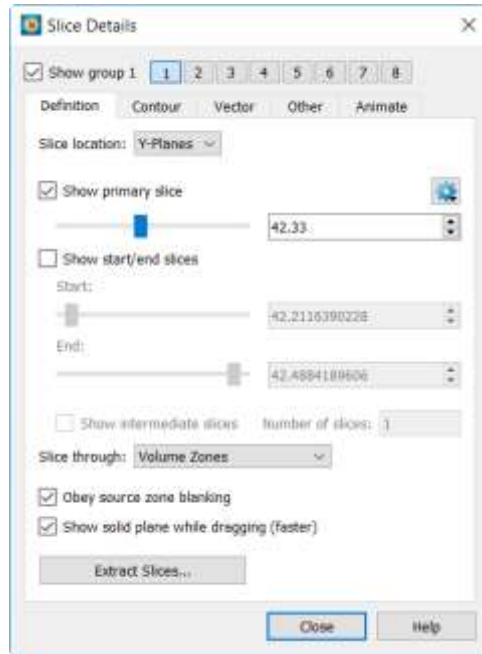 Slice Details
Show group 1 1 2 3 4 5 6 7 8
Definition Contour Vector Other Animate
Slice location: Y-Planes
Show primary slice
42.33
Show start/end slices
Start:
42.2116390228
End:
42.4884189606
Show intermediate slices Number of slices: 1
Slice through: Volume Zones
Obey source zone blanking
Show solid plane while dragging (faster)
Extract Slices...
Close Help